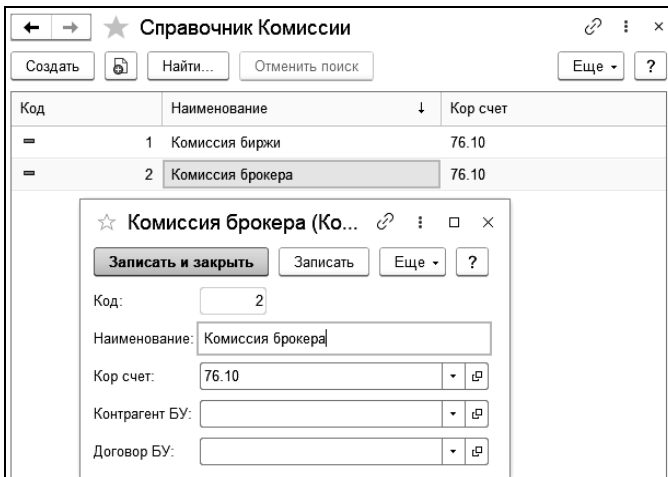 Справочник Комиссии
Создать Найти... Отменить поиск Еще ?
Код Наименование Кор счет
1 Комиссия биржи 76.10
2 Комиссия брокера 76.10
Комиссия брокера (Ко...
Записать и закрыть Записать Еще ?
Код: 2
Наименование: Комиссия брокера
Кор счет: 76.10
Контрагент БУ:
Договор БУ: